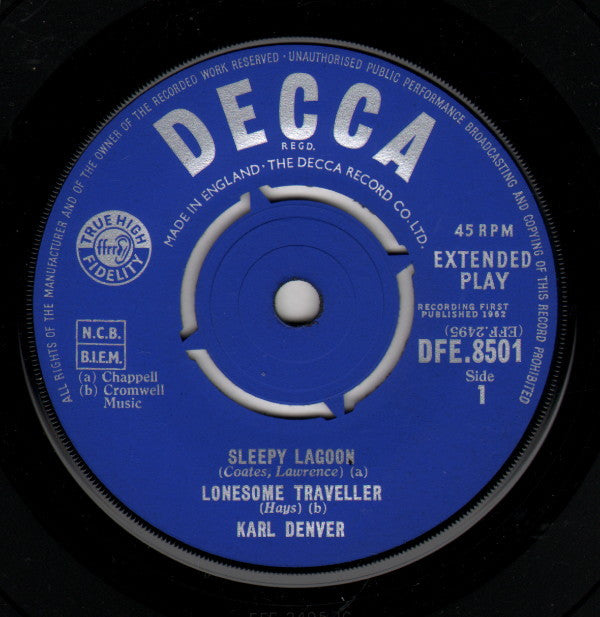 ALL RIGHTS OF THE MANUFACTURER AND OF THE OWNER OF THE RECORDED WORK RESERVED · UNAUTHORISED PUBLIC PERFORMANCE BROADCASTING AND COPYING OF THIS RECORD PROHIBITED
DECCA
REGD.
MADE IN ENGLAND · THE DECCA RECORD CO. LTD.
TRUE HIGH
ffrr
FIDELITY
45 RPM
EXTENDED
PLAY
RECORDING FIRST
PUBLISHED 1962
(EFF.2495)
DFE.8501
Side
1
N.C.B.
B.I.E.M.
(a) Chappell
(b) Cromwell
Music
SLEEPY LAGOON
(Coates, Lawrence) (a)
LONESOME TRAVELLER
(Hays) (b)
KARL DENVER